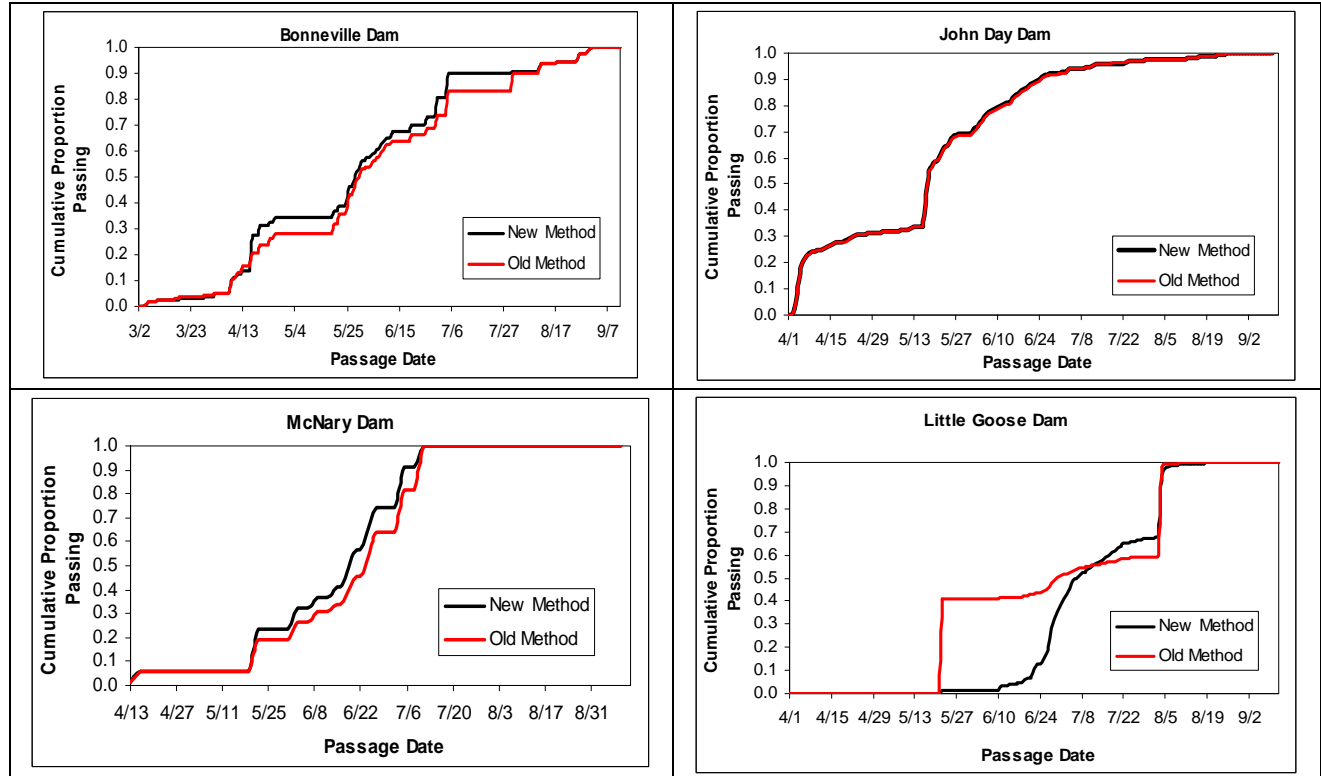 Bonneville Dam
Cumulative Proportion
Passing
1.0
0.9
0.8
0.7
0.6
0.5
0.4
0.3
0.2
0.1
0.0
New Method
Old Method
3/2 3/23 4/13 5/4 5/25 6/15 7/6 7/27 8/17 9/7
Passage Date
John Day Dam
Cumulative Proportion
Passing
1.0
0.9
0.8
0.7
0.6
0.5
0.4
0.3
0.2
0.1
0.0
New Method
Old Method
4/1 4/15 4/29 5/13 5/27 6/10 6/24 7/8 7/22 8/5 8/19 9/2
Passage Date
McNary Dam
Cumulative Proportion
Passing
1.0
0.9
0.8
0.7
0.6
0.5
0.4
0.3
0.2
0.1
0.0
New Method
Old Method
4/13 4/27 5/11 5/25 6/8 6/22 7/6 7/20 8/3 8/17 8/31
Passage Date
Little Goose Dam
Cumulative Proportion
Passing
1.0
0.9
0.8
0.7
0.6
0.5
0.4
0.3
0.2
0.1
0.0
New Method
Old Method
4/1 4/15 4/29 5/13 5/27 6/10 6/24 7/8 7/22 8/5 8/19 9/2
Passage Date